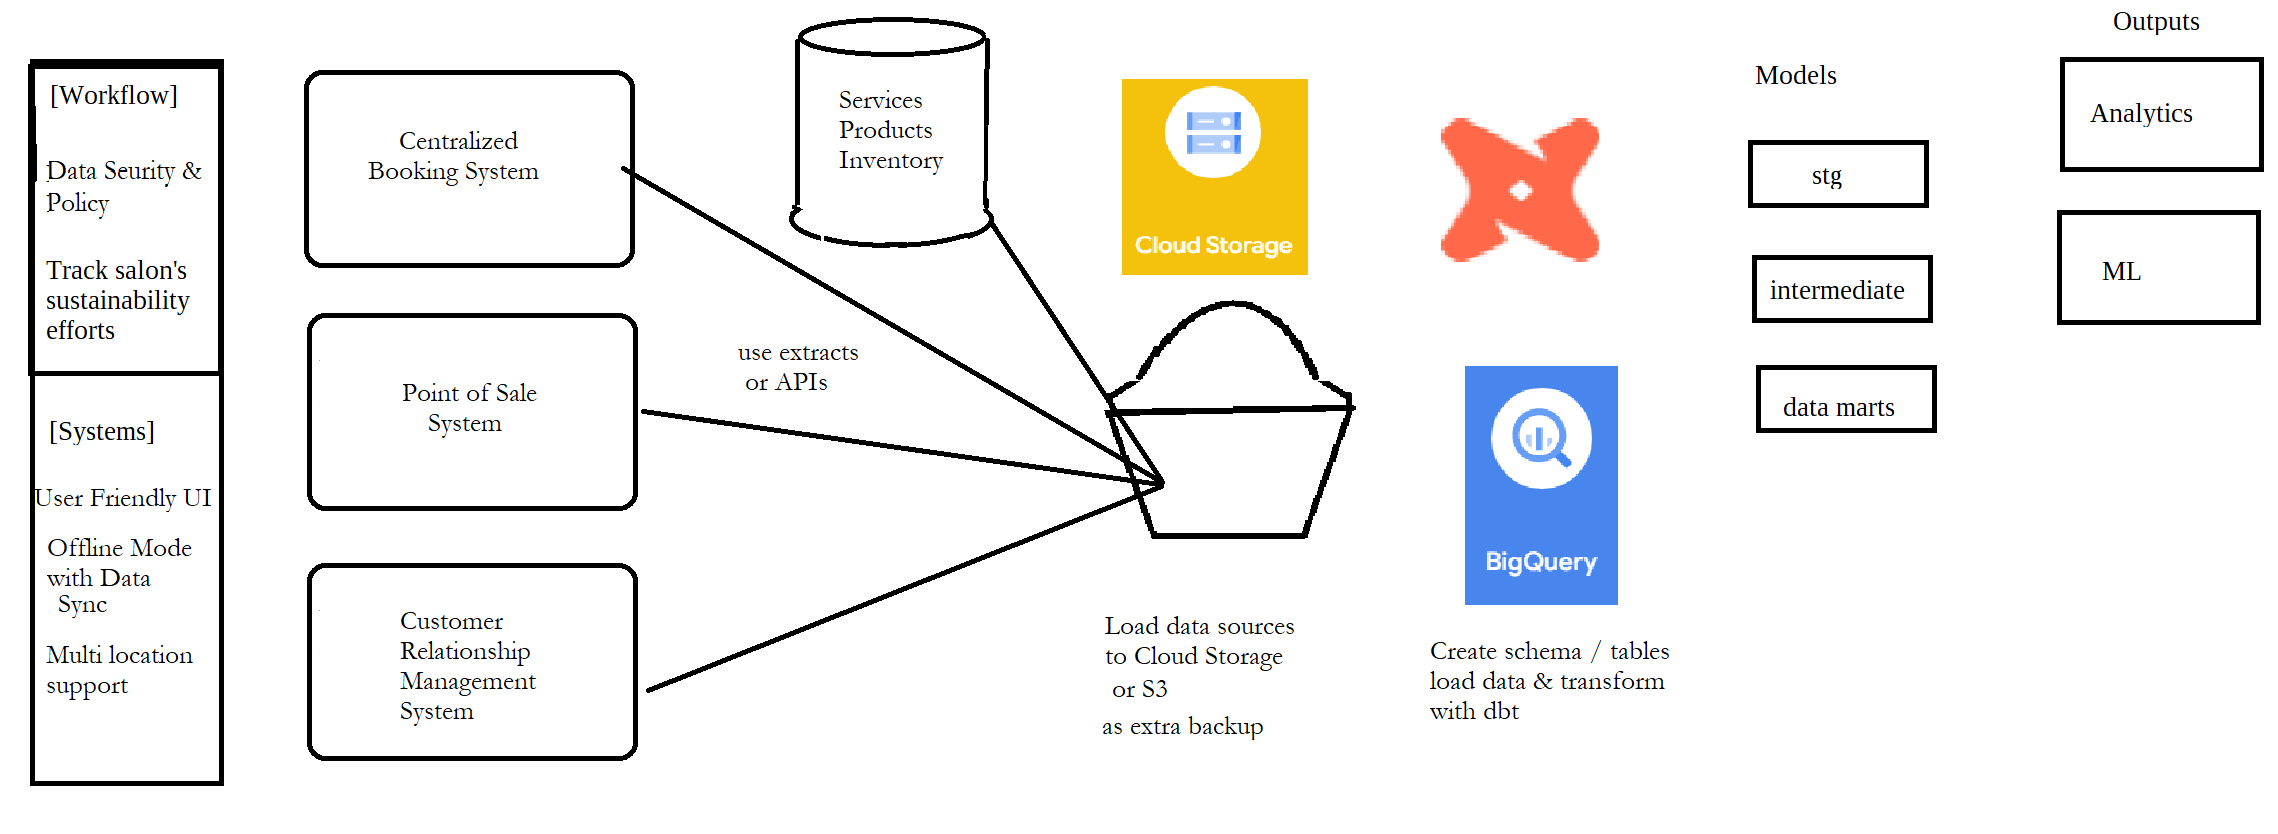 [Workflow]
Data Seurity &
Policy
Track salon's
sustainability
efforts
[Systems]
User Friendly UI
Offline Mode
with Data
Sync
Multi location
support
Centralized
Booking System
Point of Sale
System
Customer
Relationship
Management
System
Services
Products
Inventory
use extracts
or APIs
Cloud Storage
Load data sources
to Cloud Storage
or S3
as extra backup
BigQuery
Create schema / tables
load data & transform
with dbt
Models
stg
intermediate
data marts
Outputs
Analytics
ML